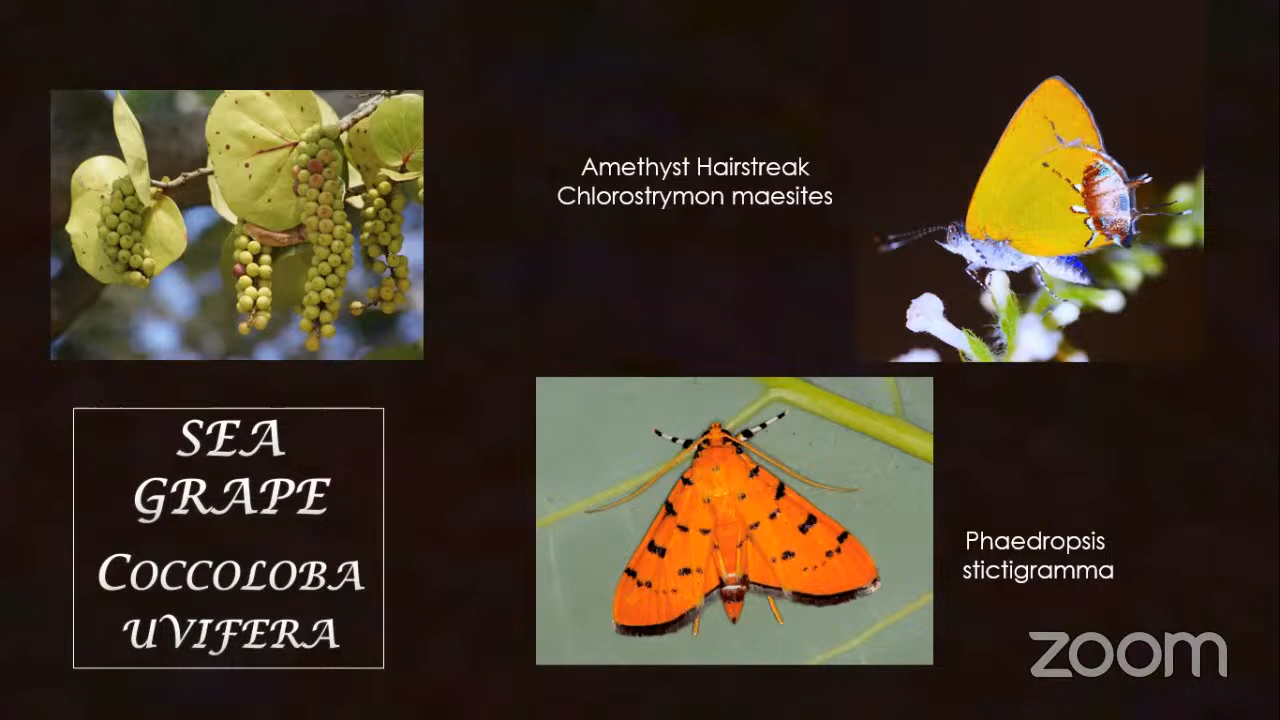 Amethyst Hairstreak
Chlorostrymon maesites
SEA
GRAPE
COCCOLOBA
UVIFERA
Phaedropsis
stictigramma
zoom